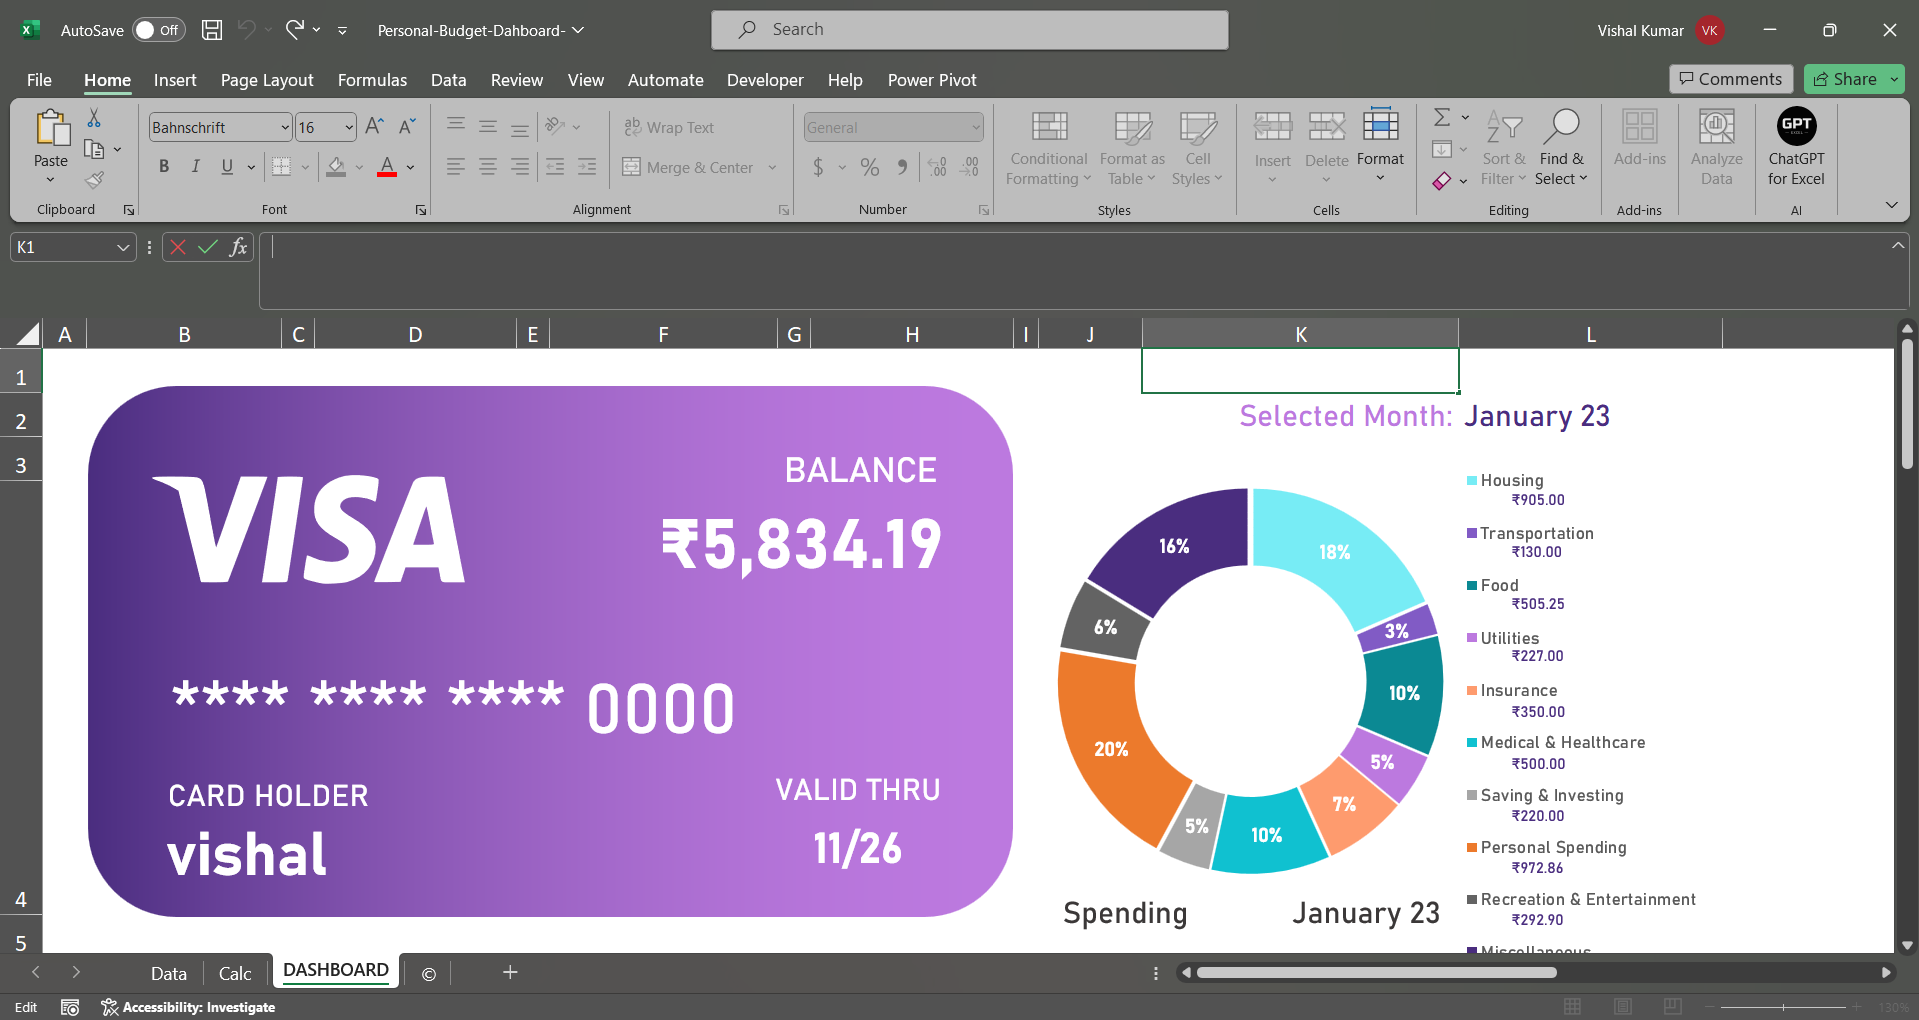 AutoSave Off Personal-Budget-Dahboard- Search Vishal Kumar VK
File Home Insert Page Layout Formulas Data Review View Automate Developer Help Power Pivot Comments Share
Paste
Clipboard
Bahnschrift 16
B I U A
Font
ab Wrap Text
Merge & Center
Alignment
General
$ % 9
Number
Conditional Formatting
Format as Table
Cell Styles
Styles
Insert Delete Format
Cells
Sort & Filter
Find & Select
Editing
Add-ins
Add-ins
Analyze Data
GPT
ChatGPT for Excel
AI
K1 fx
A B C D E F G H I J K L
1
2
3
4
5
VISA
BALANCE
₹5,834.19
**** **** **** 0000
CARD HOLDER
vishal
VALID THRU
11/26
Selected Month: January 23
16%
18%
3%
10%
5%
7%
10%
5%
20%
6%
Spending January 23
Housing
₹905.00
Transportation
₹130.00
Food
₹505.25
Utilities
₹227.00
Insurance
₹350.00
Medical & Healthcare
₹500.00
Saving & Investing
₹220.00
Personal Spending
₹972.86
Recreation & Entertainment
₹292.90
Miscellaneous
Data Calc DASHBOARD ©
Edit Accessibility: Investigate 130%